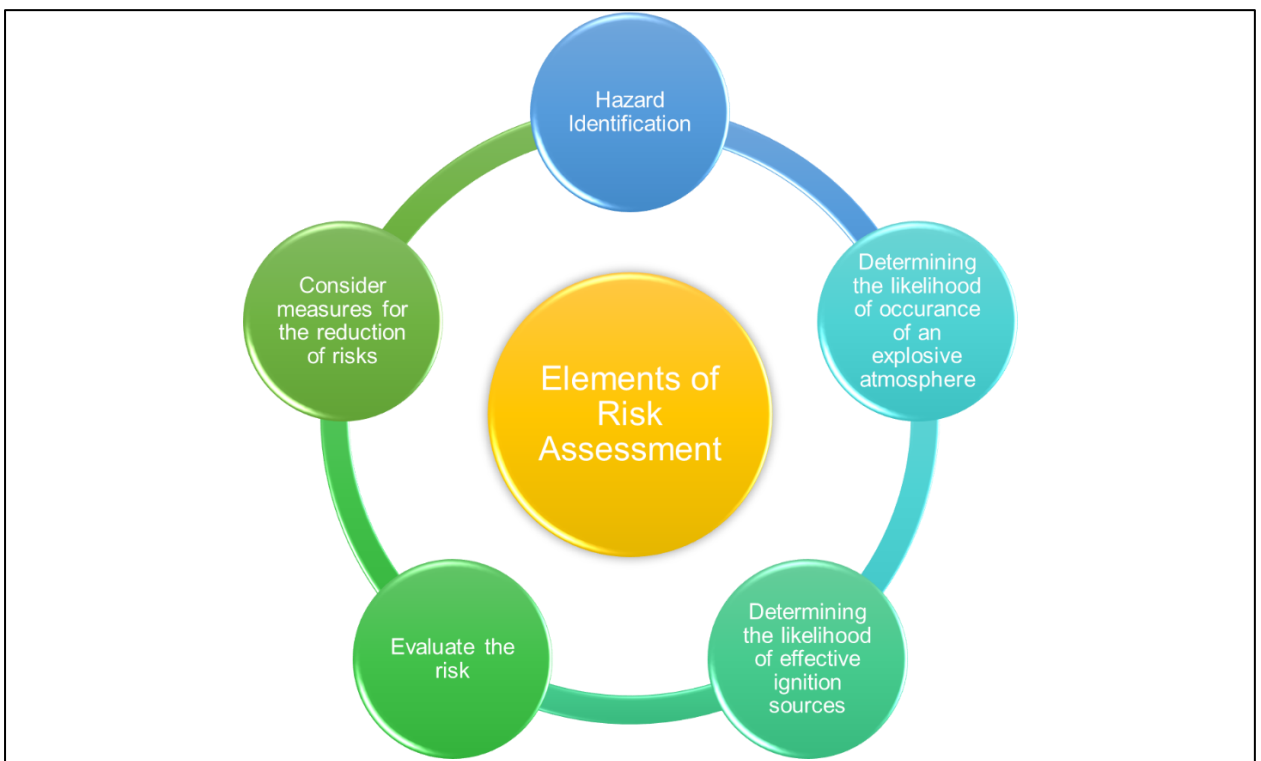 Hazard
Identification
Determining
the likelihood
of occurance
of an
explosive
atmosphere
Determining
the likelihood
of effective
ignition
sources
Evaluate the
risk
Consider
measures for
the reduction
of risks
Elements of
Risk
Assessment